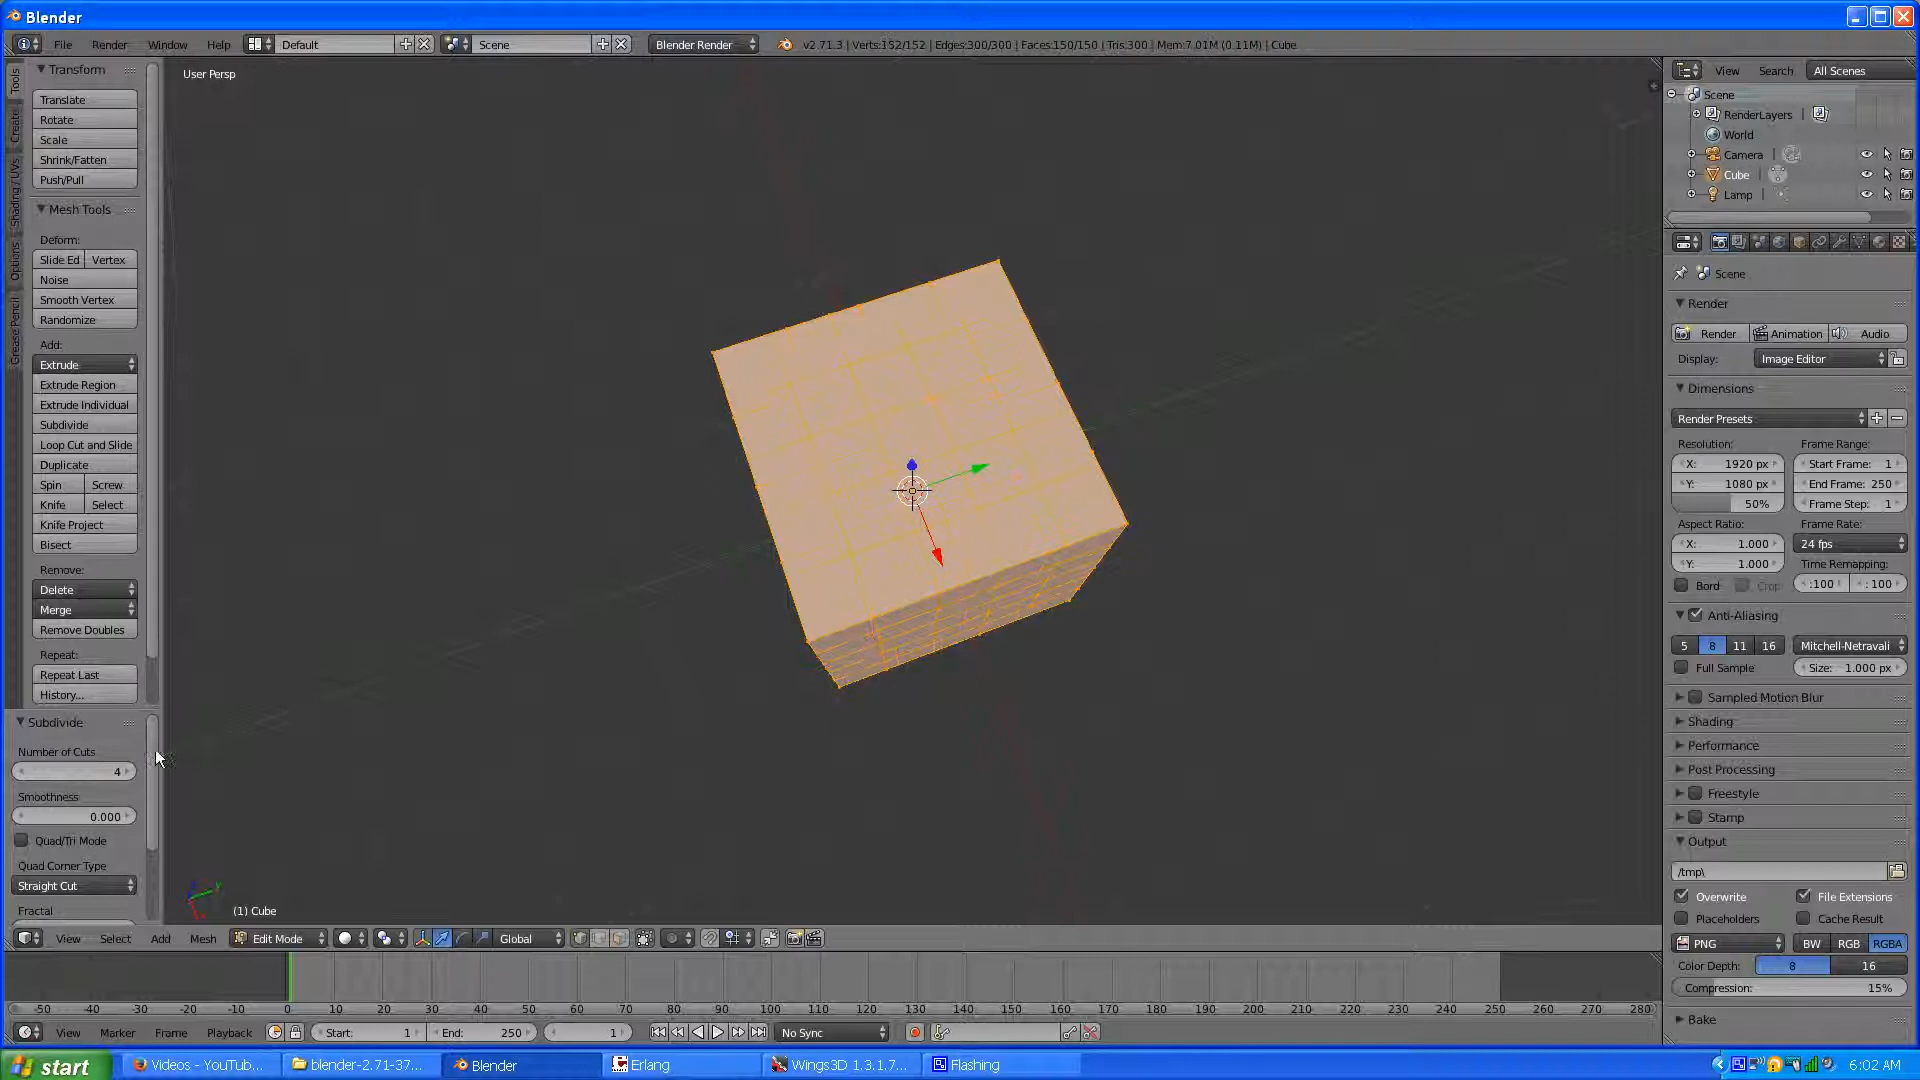 Blender
File Render Window Help Default Scene Blender Render v2.71.3 | Verts:152/152 | Edges:300/300 | Faces:150/150 | Tris:300 | Mem:7.01M (0.11M) | Cube
Tools
Create
Shading / UVs
Options
Grease Pencil
Transform
Translate
Rotate
Scale
Shrink/Fatten
Push/Pull
Mesh Tools
Deform:
Slide Ed Vertex
Noise
Smooth Vertex
Randomize
Add:
Extrude
Extrude Region
Extrude Individual
Subdivide
Loop Cut and Slide
Duplicate
Spin Screw
Knife Select
Knife Project
Bisect
Remove:
Delete
Merge
Remove Doubles
Repeat:
Repeat Last
History...
Subdivide
Number of Cuts
4
Smoothness
0.000
Quad/Tri Mode
Quad Corner Type
Straight Cut
Fractal
User Persp
(1) Cube
View Select Add Mesh Edit Mode Global
-50 -40 -30 -20 -10 0 10 20 30 40 50 60 70 80 90 100 110 120 130 140 150 160 170 180 190 200 210 220 230 240 250 260 270 280
View Marker Frame Playback Start: 1 End: 250 1 No Sync
View Search All Scenes
Scene
RenderLayers
World
Camera
Cube
Lamp
Scene
Render
Render Animation Audio
Display: Image Editor
Dimensions
Render Presets
Resolution: Frame Range:
X: 1920 px Start Frame: 1
Y: 1080 px End Frame: 250
50% Frame Step: 1
Aspect Ratio: Frame Rate:
X: 1.000 24 fps
Y: 1.000 Time Remapping:
Bord Crop :100 :100
Anti-Aliasing
5 8 11 16 Mitchell-Netravali
Full Sample Size: 1.000 px
Sampled Motion Blur
Shading
Performance
Post Processing
Freestyle
Stamp
Output
/tmp\
Overwrite File Extensions
Placeholders Cache Result
PNG BW RGB RGBA
Color Depth: 8 16
Compression: 15%
Bake
start Videos - YouTub... blender-2.71-37... Blender Erlang Wings3D 1.3.1.7... Flashing 6:02 AM